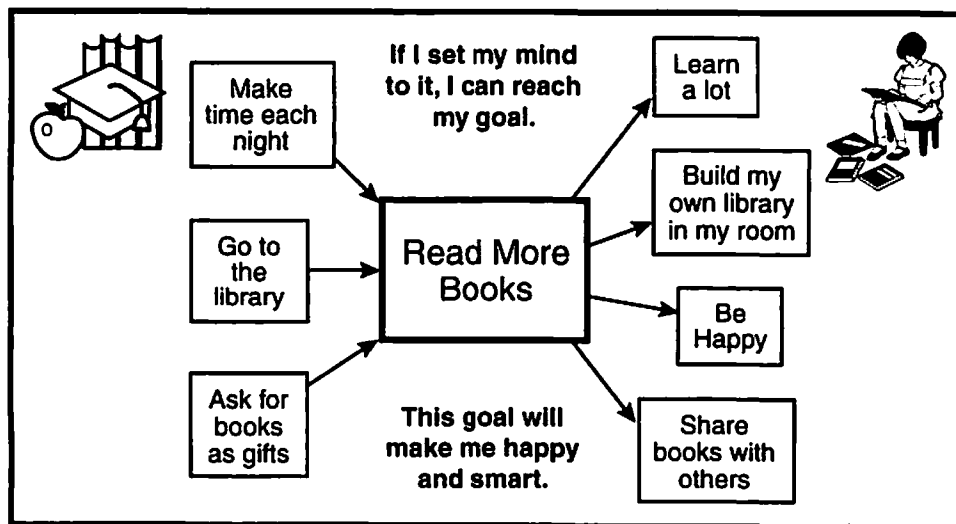 Make
time each
night
Go to
the
library
Ask for
books
as gifts
If I set my mind
to it, I can reach
my goal.
Read More
Books
This goal will
make me happy
and smart.
Learn
a lot
Build my
own library
in my room
Be
Happy
Share
books with
others